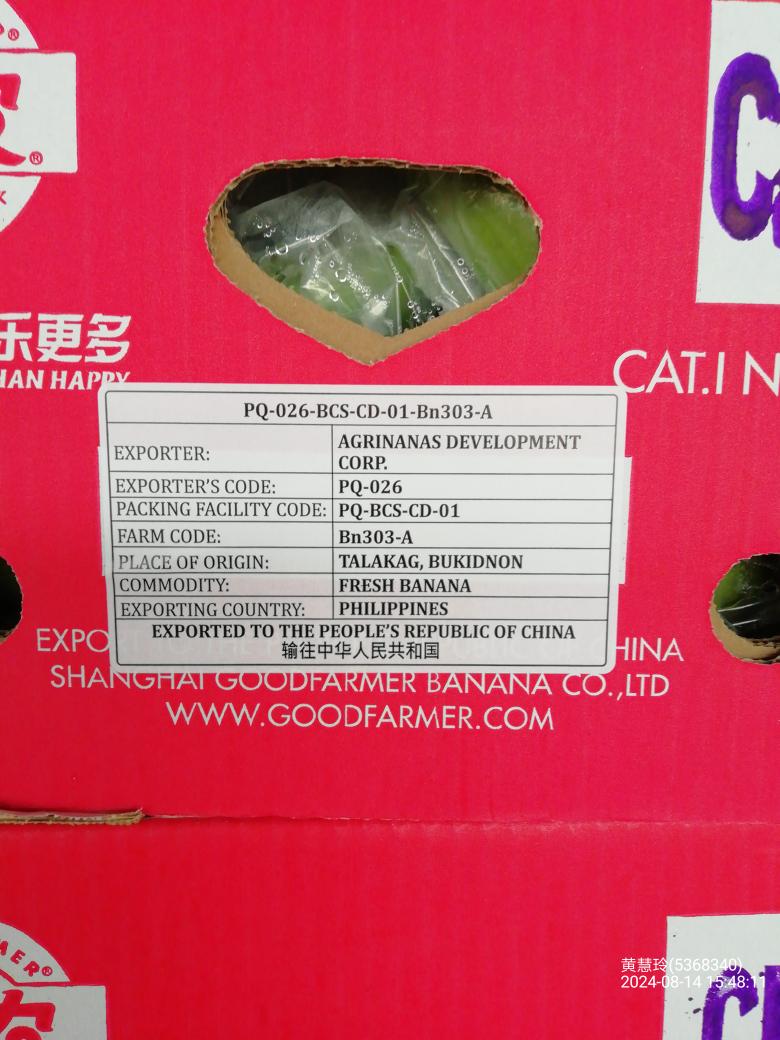 乐更多
HAN HAPPY
CAT.I N
PQ-026-BCS-CD-01-Bn303-A
EXPORTER: AGRINANAS DEVELOPMENT CORP.
EXPORTER'S CODE: PQ-026
PACKING FACILITY CODE: PQ-BCS-CD-01
FARM CODE: Bn303-A
PLACE OF ORIGIN: TALAKAG, BUKIDNON
COMMODITY: FRESH BANANA
EXPORTING COUNTRY: PHILIPPINES
EXPORTED TO THE PEOPLE'S REPUBLIC OF CHINA
输往中华人民共和国
SHANGHAI GOODFARMER BANANA CO.,LTD
WWW.GOODFARMER.COM
MER®
黄慧玲(5368340)
2024-08-14 15:48:11